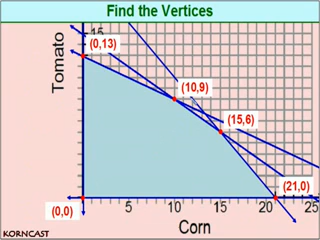 Find the Vertices
15
(0,13)
Tomato
(10,9)
(15,6)
(21,0)
(0,0)
5
10
15
20
25
Corn
KORNCAST